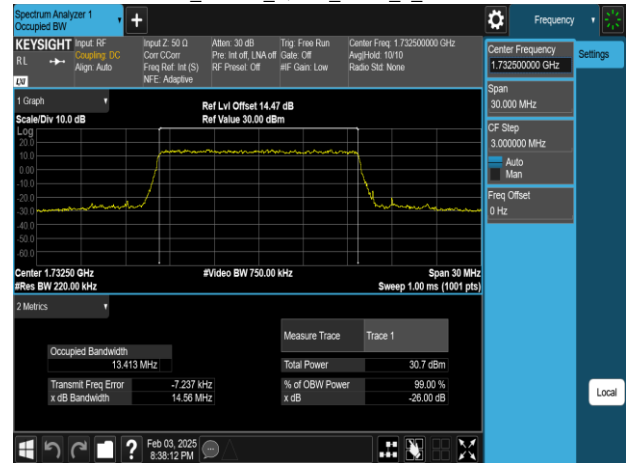 Spectrum Analyzer 1
Occupied BW
Frequency
KEYSIGHT
RL
LXI
Input: RF
Coupling: DC
Align: Auto
Input Z: 50 Ω
Corr CCorr
Freq Ref: Int (S)
NFE: Adaptive
Atten: 30 dB
Pre: Int off, LNA off
RF Presel: Off
Trig: Free Run
Gate: Off
#IF Gain: Low
Center Freq: 1.732500000 GHz
Avg|Hold: 10/10
Radio Std: None
Center Frequency
1.732500000 GHz
Settings
Span
30.000 MHz
CF Step
3.000000 MHz
Auto
Man
Freq Offset
0 Hz
1 Graph
Scale/Div 10.0 dB
Ref Lvl Offset 14.47 dB
Ref Value 30.00 dBm
Log
20.0
10.0
0.00
-10.0
-20.0
-30.0
-40.0
-50.0
-60.0
Center 1.73250 GHz
#Res BW 220.00 kHz
#Video BW 750.00 kHz
Span 30 MHz
Sweep 1.00 ms (1001 pts)
2 Metrics
Measure Trace
Trace 1
Occupied Bandwidth
13.413 MHz
Total Power
30.7 dBm
Transmit Freq Error
-7.237 kHz
% of OBW Power
99.00 %
x dB Bandwidth
14.56 MHz
x dB
-26.00 dB
Local
?
Feb 03, 2025
8:38:12 PM